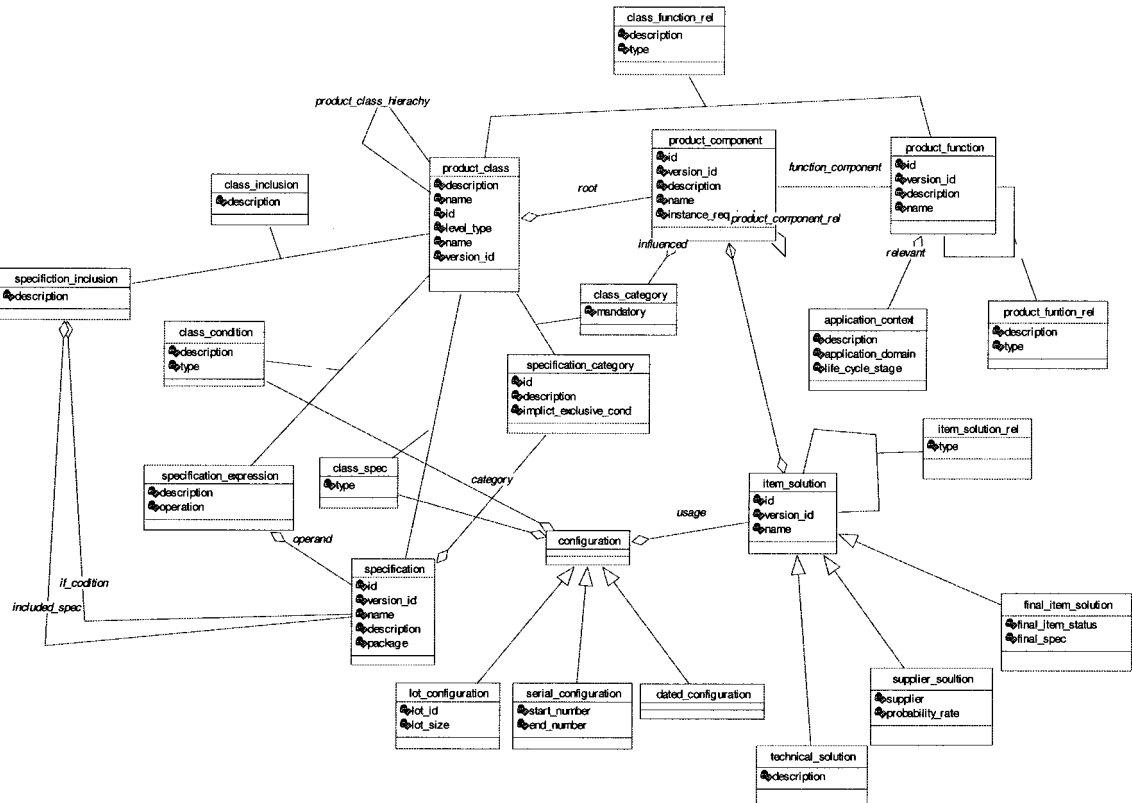 class_function_rel
description
type
product_class_hierachy
product_class
description
name
id
level_type
name
version_id
root
product_component
id
version_id
description
name
instance_req
product_component_rel
function_component
product_function
id
version_id
description
name
class_inclusion
description
influenced
relevant
specifiction_inclusion
description
class_category
mandatory
application_context
description
application_domain
life_cycle_stage
product_funtion_rel
description
type
class_condition
description
type
specification_category
id
description
implict_exclusive_cond
item_solution_rel
type
specification_expression
description
operation
class_spec
type
category
item_solution
id
version_id
name
usage
configuration
operand
specification
id
version_id
name
description
package
if_codition
included_spec
final_item_solution
final_item_status
final_spec
lot_configuration
lot_id
lot_size
serial_configuration
start_number
end_number
dated_configuration
supplier_soultion
supplier
probability_rate
technical_solution
description